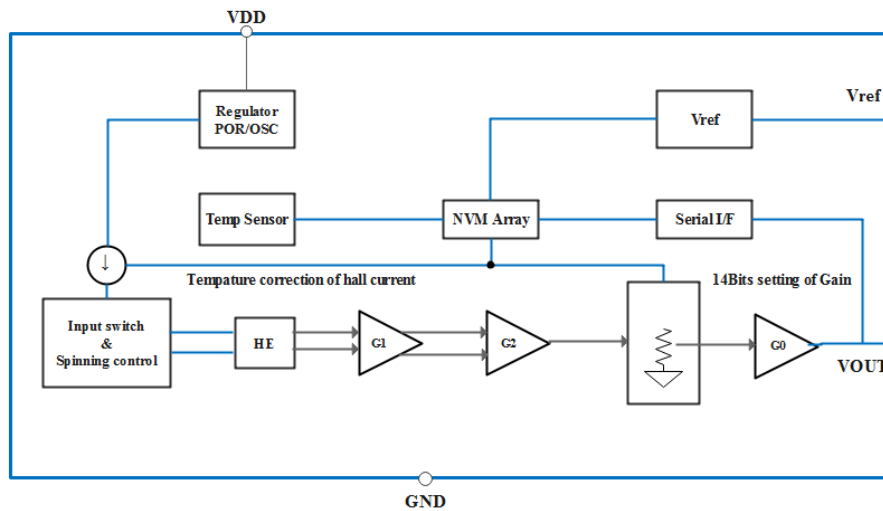 VDD
Regulator
POR/OSC
Vref
Vref
Temp Sensor
NVM Array
Serial I/F
↓
Tempature correction of hall current
14Bits setting of Gain
Input switch
&
Spinning control
HE
G1
G2
G0
VOUT
GND